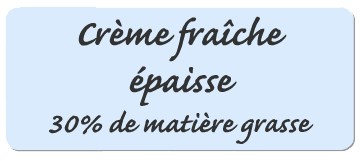 Crème fraîche
épaisse
30% de matière grasse